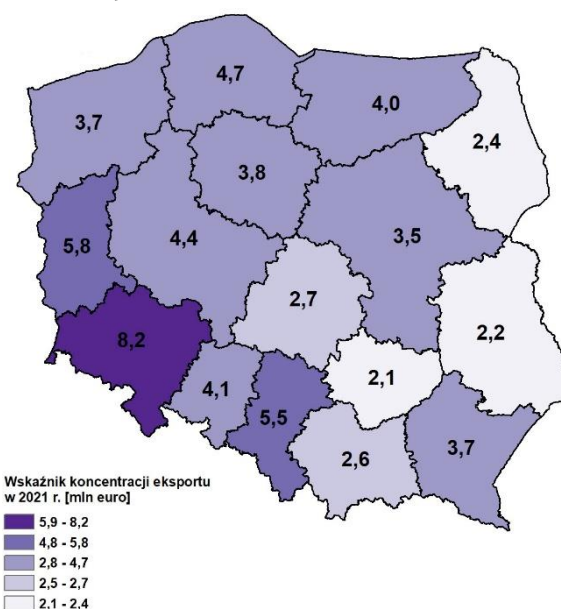 4,7
4,0
3,7
2,4
3,8
5,8
4,4
3,5
2,7
2,2
8,2
2,1
4,1
5,5
3,7
2,6
Wskaźnik koncentracji eksportu
w 2021 r. [mln euro]
5,9 - 8,2
4,8 - 5,8
2,8 - 4,7
2,5 - 2,7
2,1 - 2,4